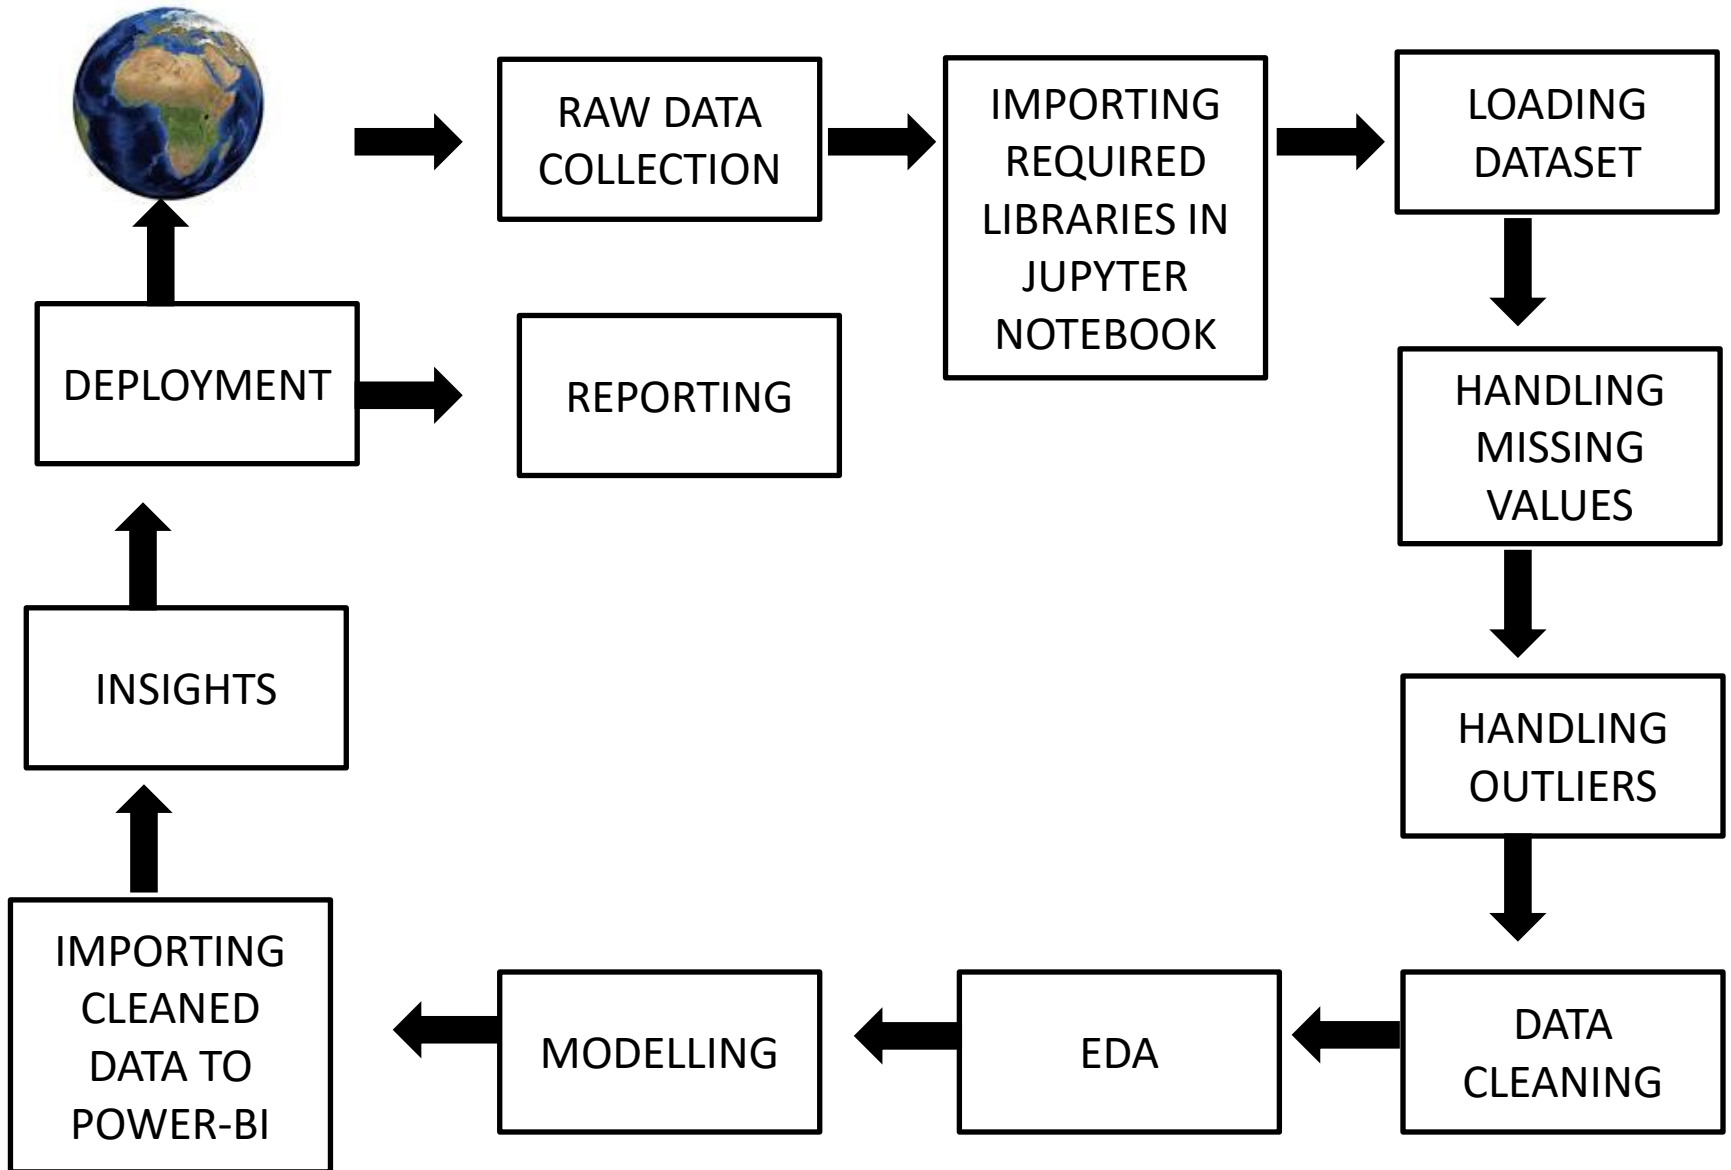 RAW DATA
COLLECTION
IMPORTING
REQUIRED
LIBRARIES IN
JUPYTER
NOTEBOOK
LOADING
DATASET
HANDLING
MISSING
VALUES
HANDLING
OUTLIERS
DATA
CLEANING
EDA
MODELLING
IMPORTING
CLEANED
DATA TO
POWER-BI
INSIGHTS
DEPLOYMENT
REPORTING